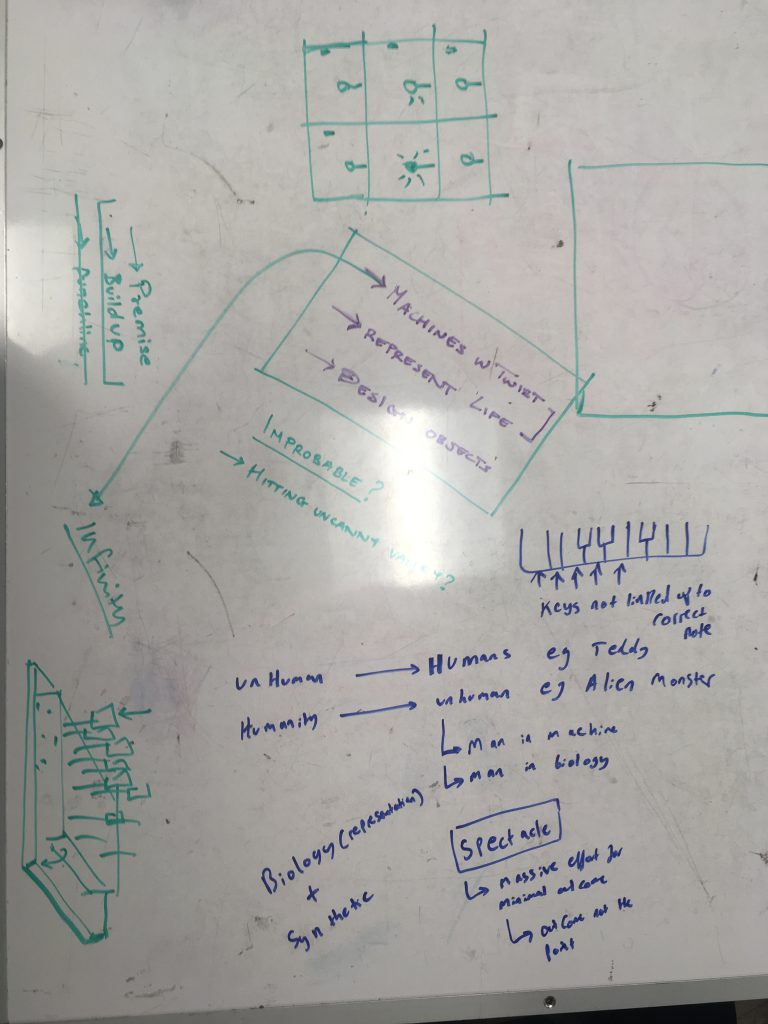 → Premise
→ Buildup
→ Punchline
→ MACHINES W TWIRT
→ REPRESENT LIFE
→ DESIGN OBJECTS
IMPROBABLE?
→ HITTING UNCANNY VALLEY?
Infinity
Keys not linked up to
correct
note
unHuman → Humans eg Teddy
Humanity → unhuman eg Alien Monster
↳ Man in machine
↳ man in biology
Biology (representation)
+
Synthetic
Spectacle
↳ massive effort for
minimal outcome
↳ outcome not the
point